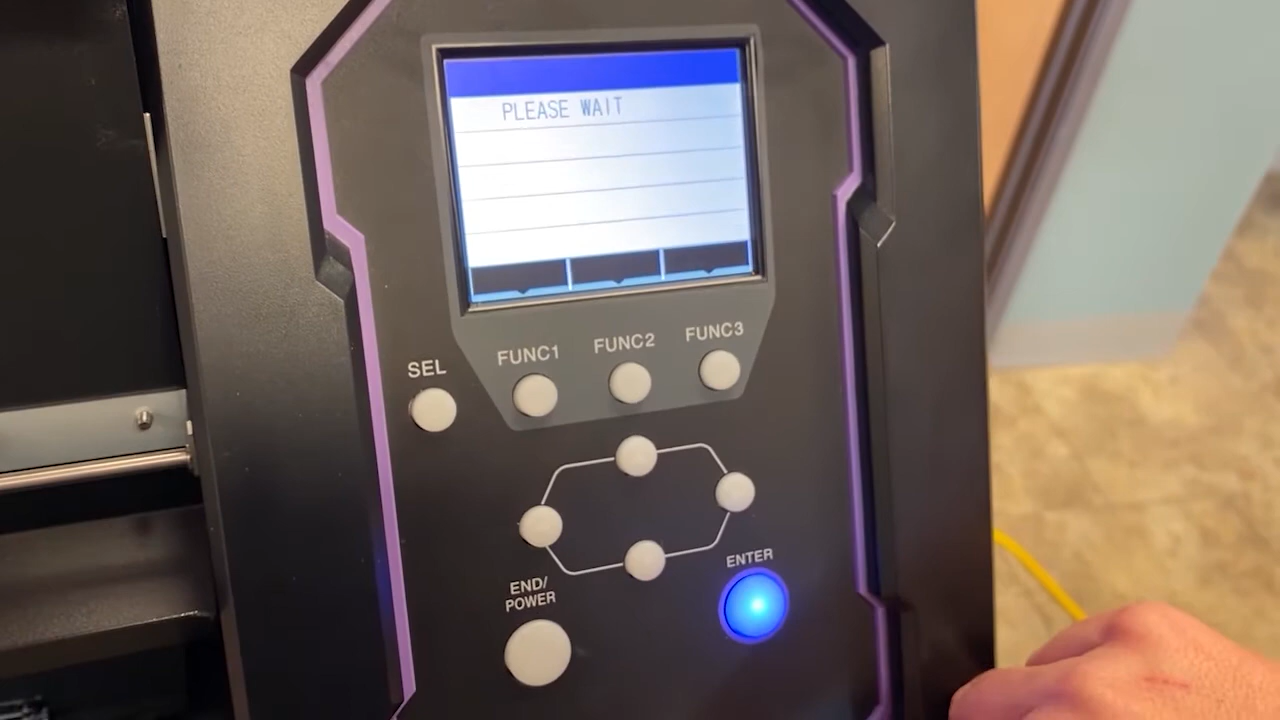 PLEASE WAIT
SEL
FUNC1
FUNC2
FUNC3
END/
POWER
ENTER